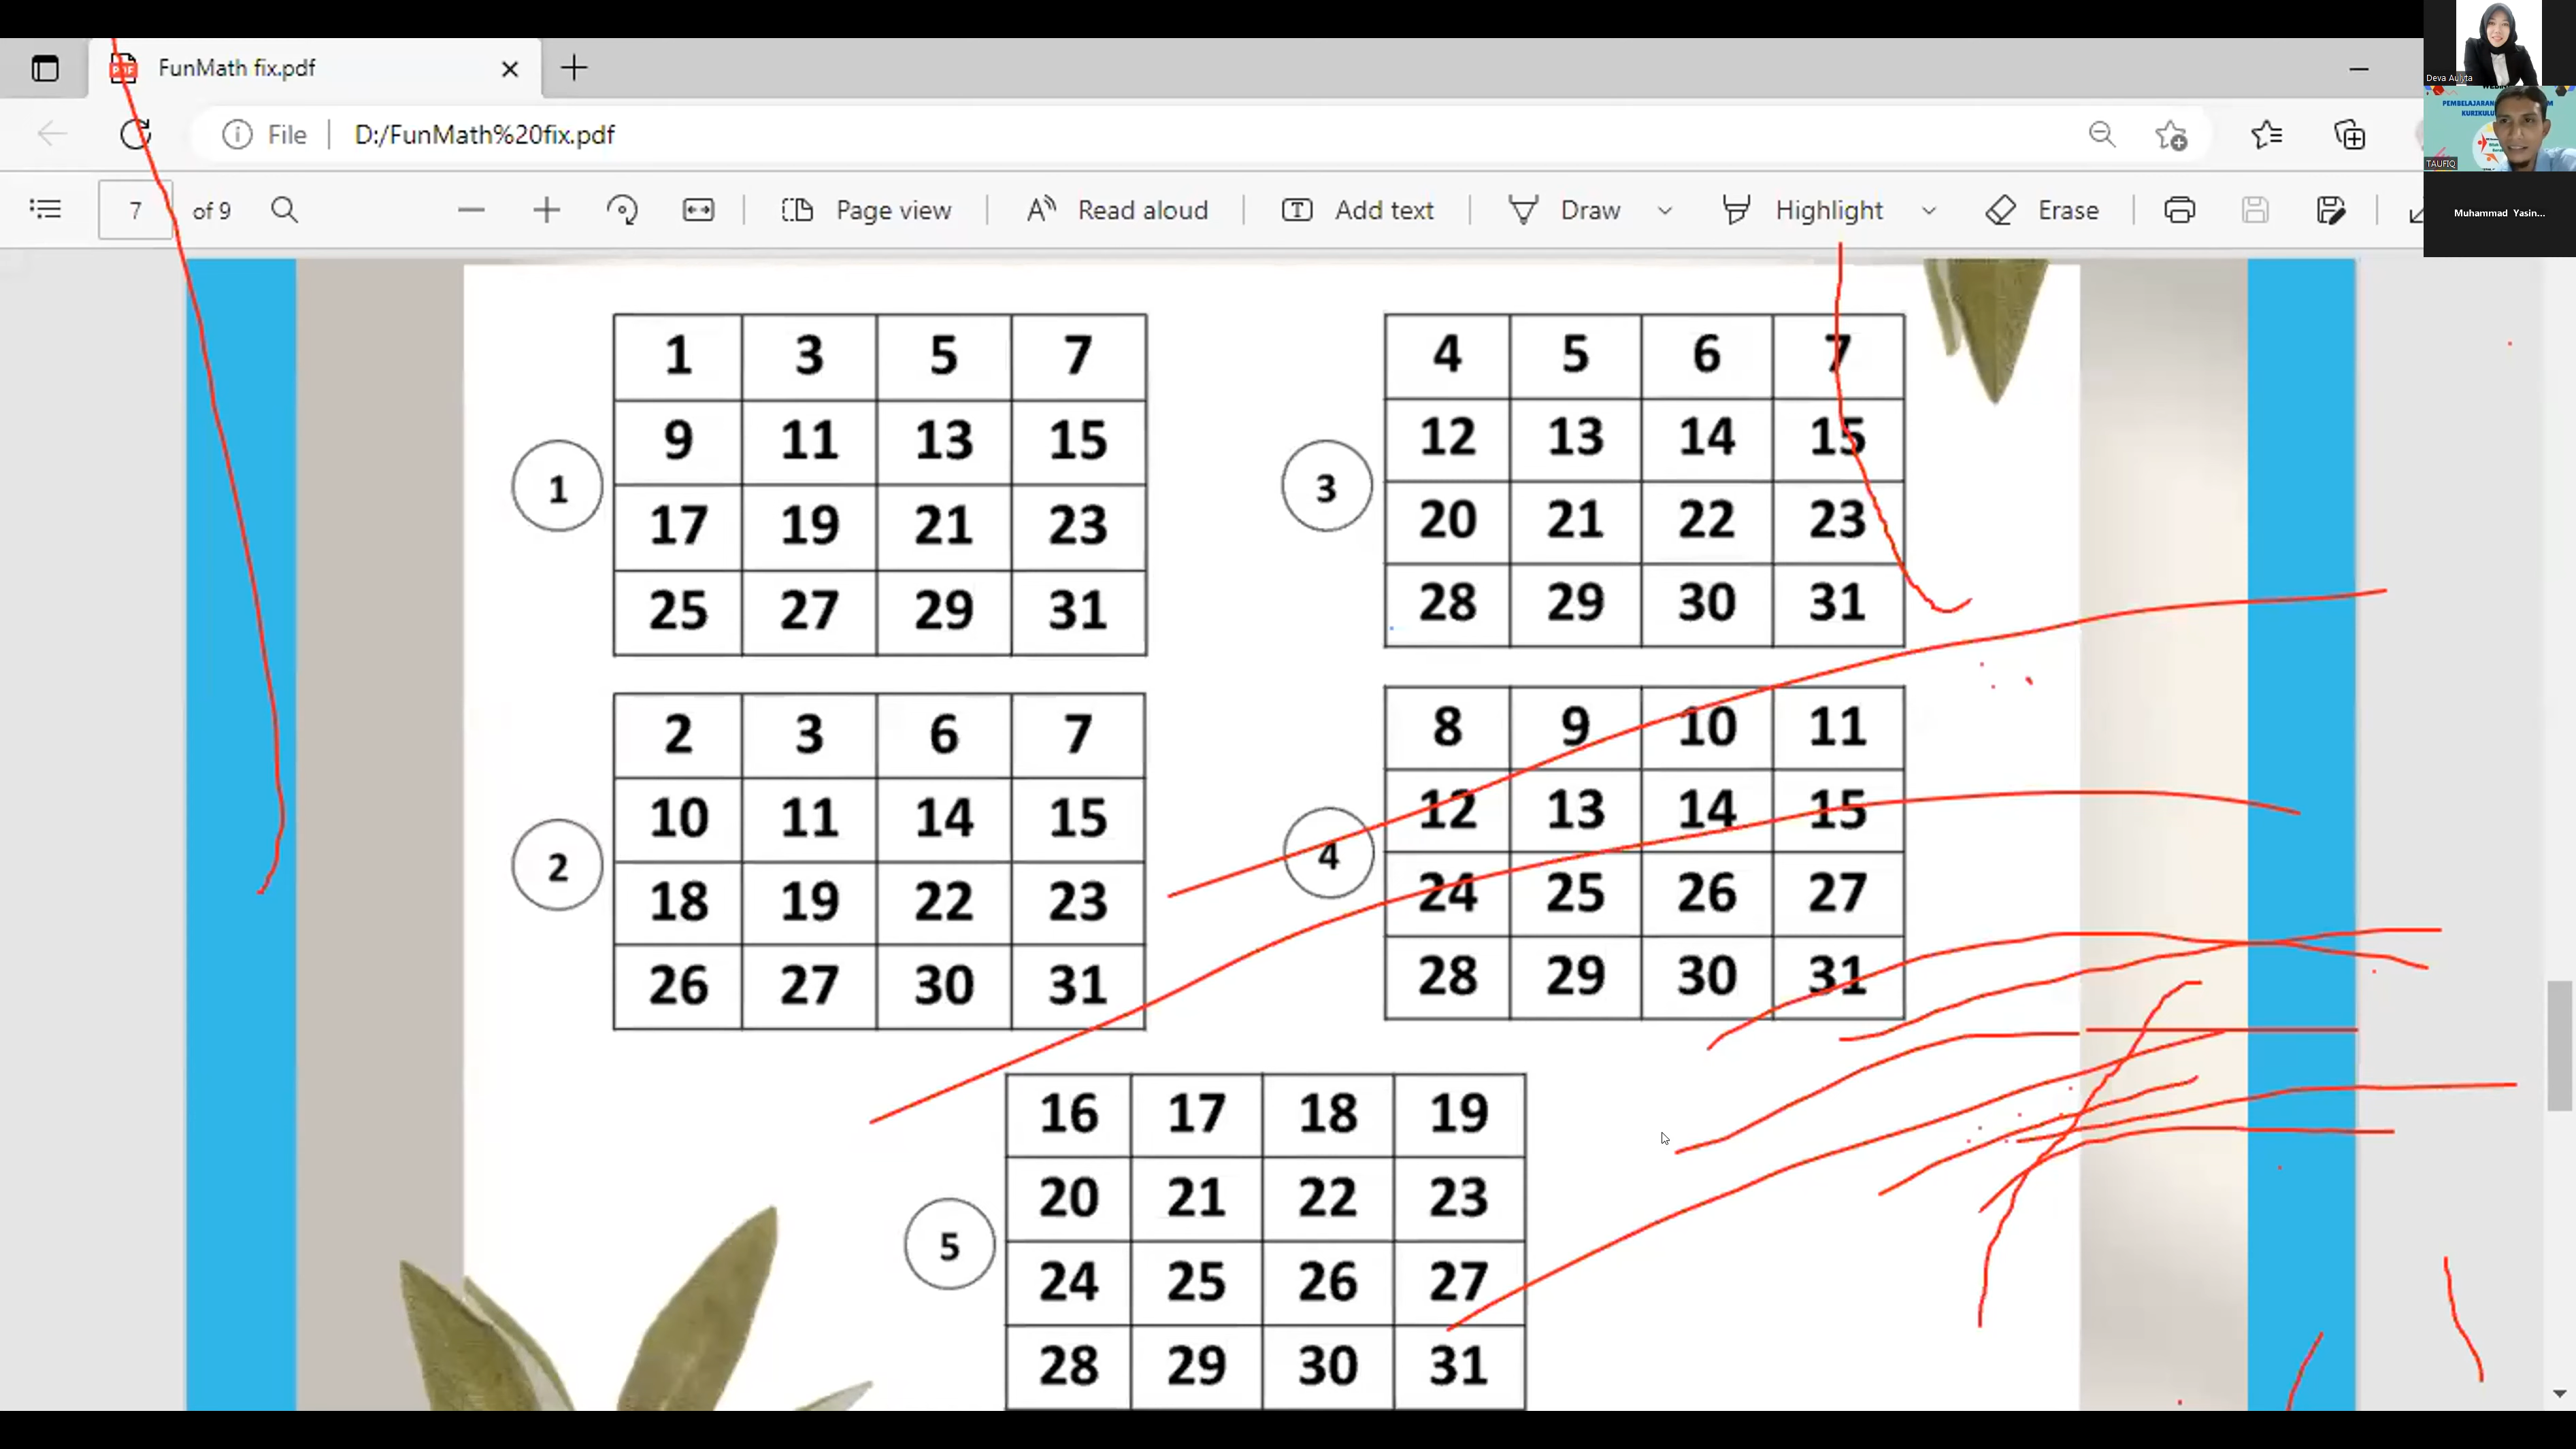 FunMath fix.pdf
File
D:/FunMath%20fix.pdf
7 of 9
Page view
Read aloud
Add text
Draw
Highlight
Erase
Deva Aulyta
PEMBELAJARAN
TAUFIQ
Muhammad Yasin...
1
1 3 5 7
9 11 13 15
17 19 21 23
25 27 29 31
2
2 3 6 7
10 11 14 15
18 19 22 23
26 27 30 31
3
4 5 6 7
12 13 14 15
20 21 22 23
28 29 30 31
4
8 9 10 11
12 13 14 15
24 25 26 27
28 29 30 31
5
16 17 18 19
20 21 22 23
24 25 26 27
28 29 30 31